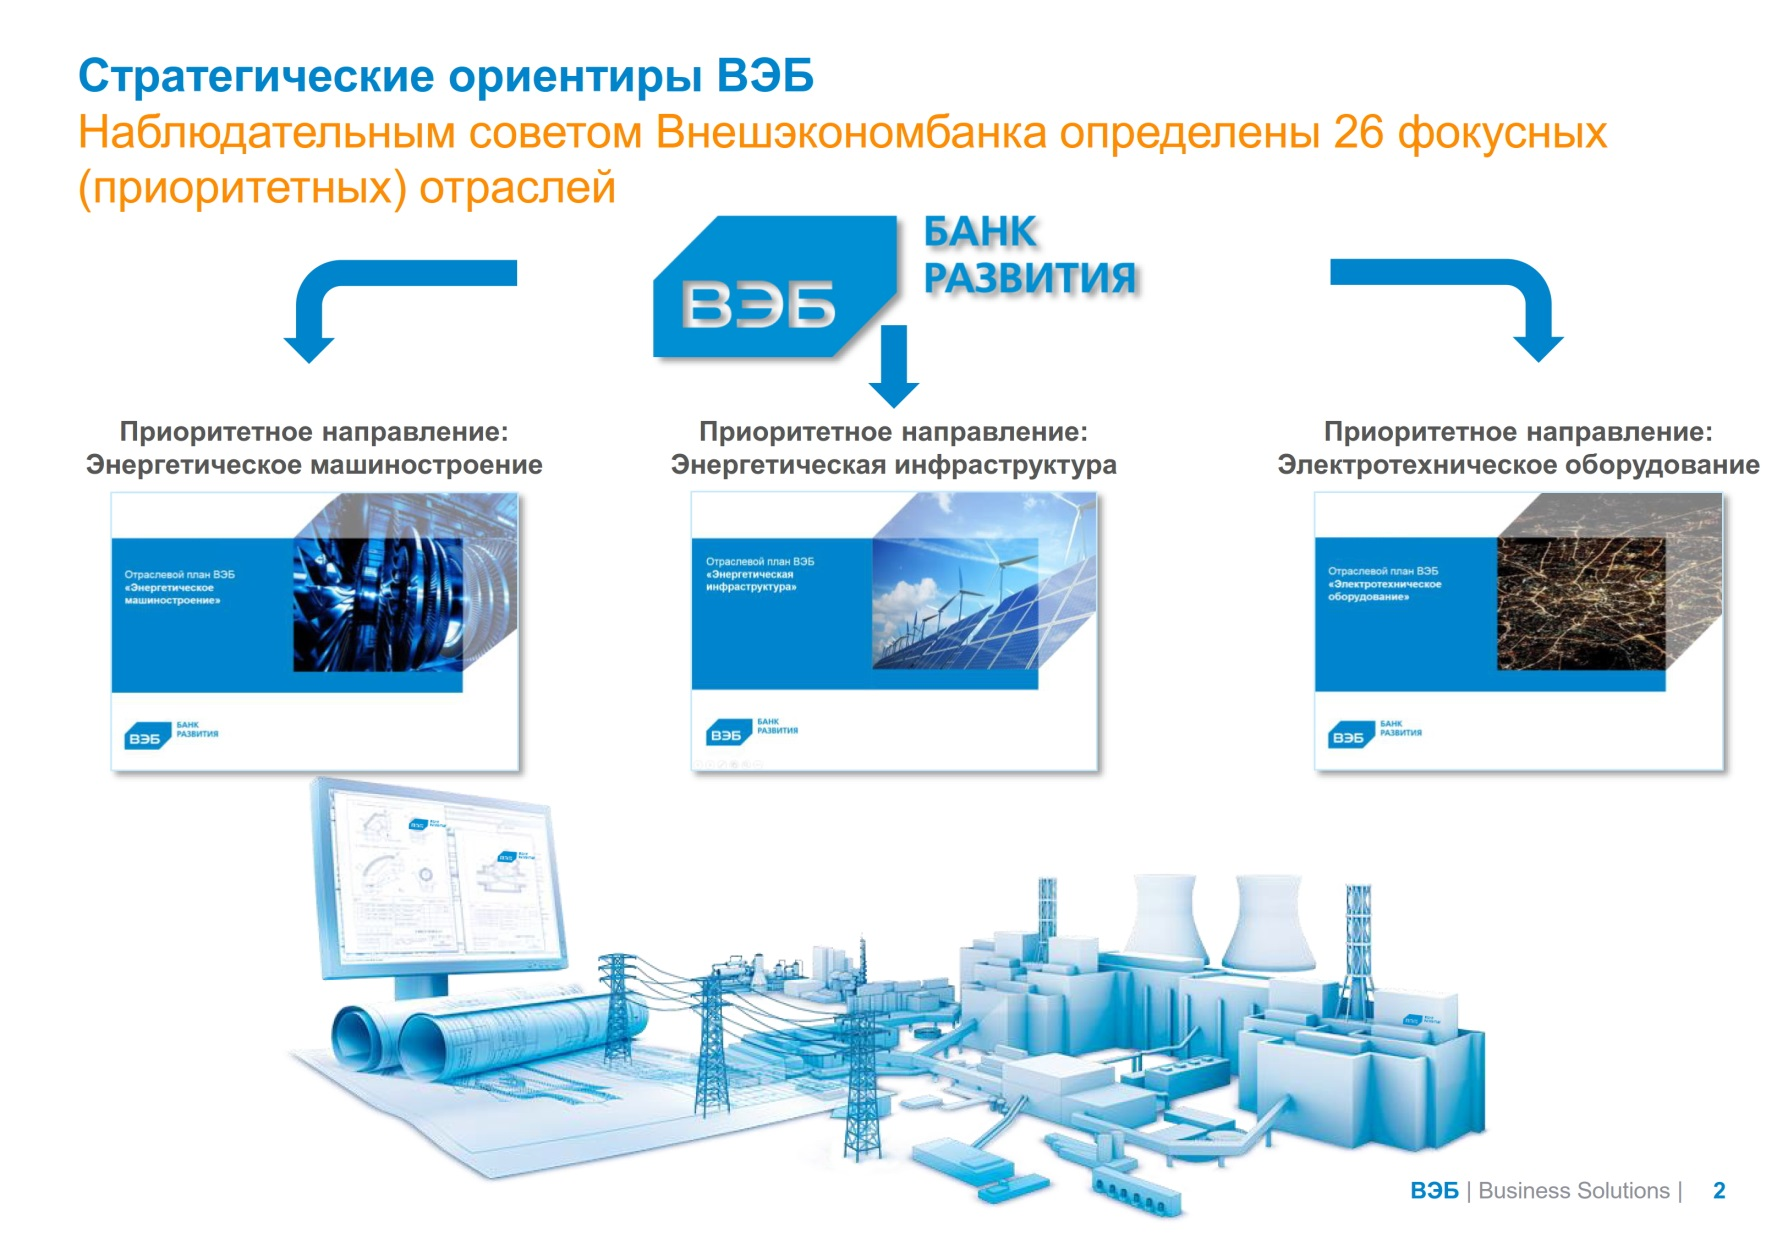 Стратегические ориентиры ВЭБ
Наблюдательным советом Внешэкономбанка определены 26 фокусных
(приоритетных) отраслей
ВЭБ
БАНК
РАЗВИТИЯ
Приоритетное направление:
Энергетическое машиностроение
Приоритетное направление:
Энергетическая инфраструктура
Приоритетное направление:
Электротехническое оборудование
Отраслевой план ВЭБ
«Энергетическое
машиностроение»
ВЭБ
БАНК
РАЗВИТИЯ
Отраслевой план ВЭБ
«Энергетическая
инфраструктура»
ВЭБ
БАНК
РАЗВИТИЯ
Отраслевой план ВЭБ
«Электротехническое
оборудование»
ВЭБ
БАНК
РАЗВИТИЯ
ВЭБ | Business Solutions | 2